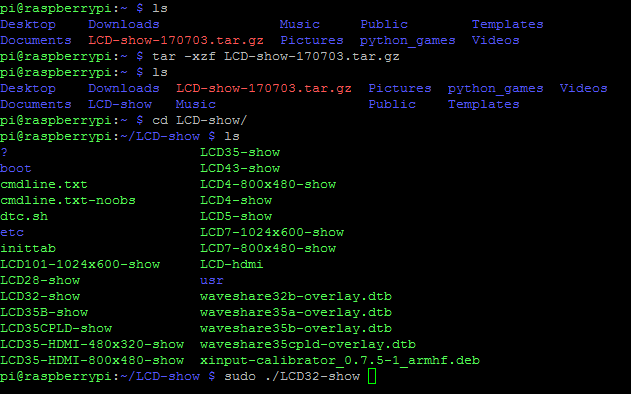 pi@raspberrypi:~ $ ls
Desktop    Downloads               Music     Public        Templates
Documents  LCD-show-170703.tar.gz  Pictures  python_games  Videos
pi@raspberrypi:~ $ tar -xzf LCD-show-170703.tar.gz
pi@raspberrypi:~ $ ls
Desktop    Downloads  LCD-show-170703.tar.gz  Pictures  python_games  Videos
Documents  LCD-show   Music                   Public    Templates
pi@raspberrypi:~ $ cd LCD-show/
pi@raspberrypi:~/LCD-show $ ls
?                        LCD35-show
boot                     LCD43-show
cmdline.txt              LCD4-800x480-show
cmdline.txt-noobs        LCD4-show
dtc.sh                   LCD5-show
etc                      LCD7-1024x600-show
inittab                  LCD7-800x480-show
LCD101-1024x600-show     LCD-hdmi
LCD28-show               usr
LCD32-show               waveshare32b-overlay.dtb
LCD35B-show              waveshare35a-overlay.dtb
LCD35CPLD-show           waveshare35b-overlay.dtb
LCD35-HDMI-480x320-show  waveshare35cpld-overlay.dtb
LCD35-HDMI-800x480-show  xinput-calibrator_0.7.5-1_armhf.deb
pi@raspberrypi:~/LCD-show $ sudo ./LCD32-show